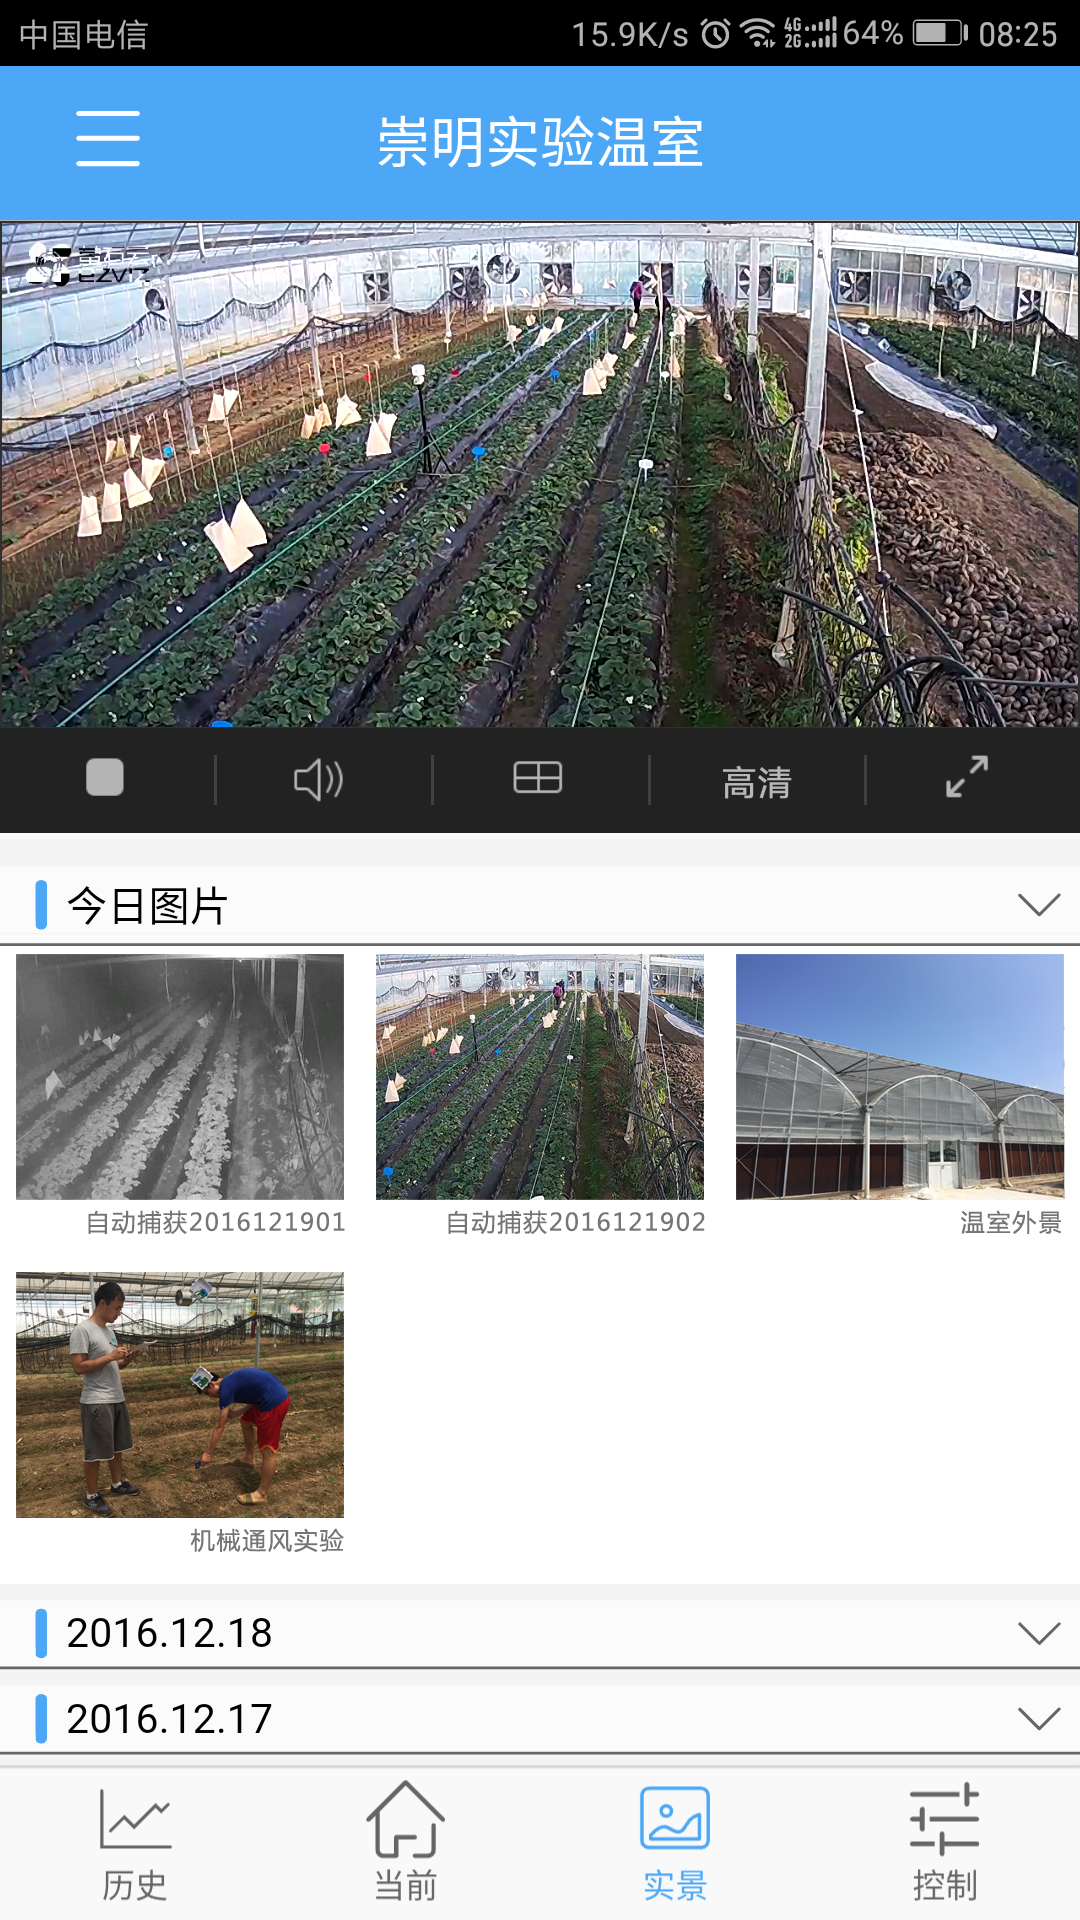 中国电信 15.9K/s 4G 2G 64% 08:25
崇明实验温室
萤石云
EZVIZ
高清
今日图片
自动捕获2016121901 自动捕获2016121902 温室外景
机械通风实验
2016.12.18
2016.12.17
历史 当前 实景 控制